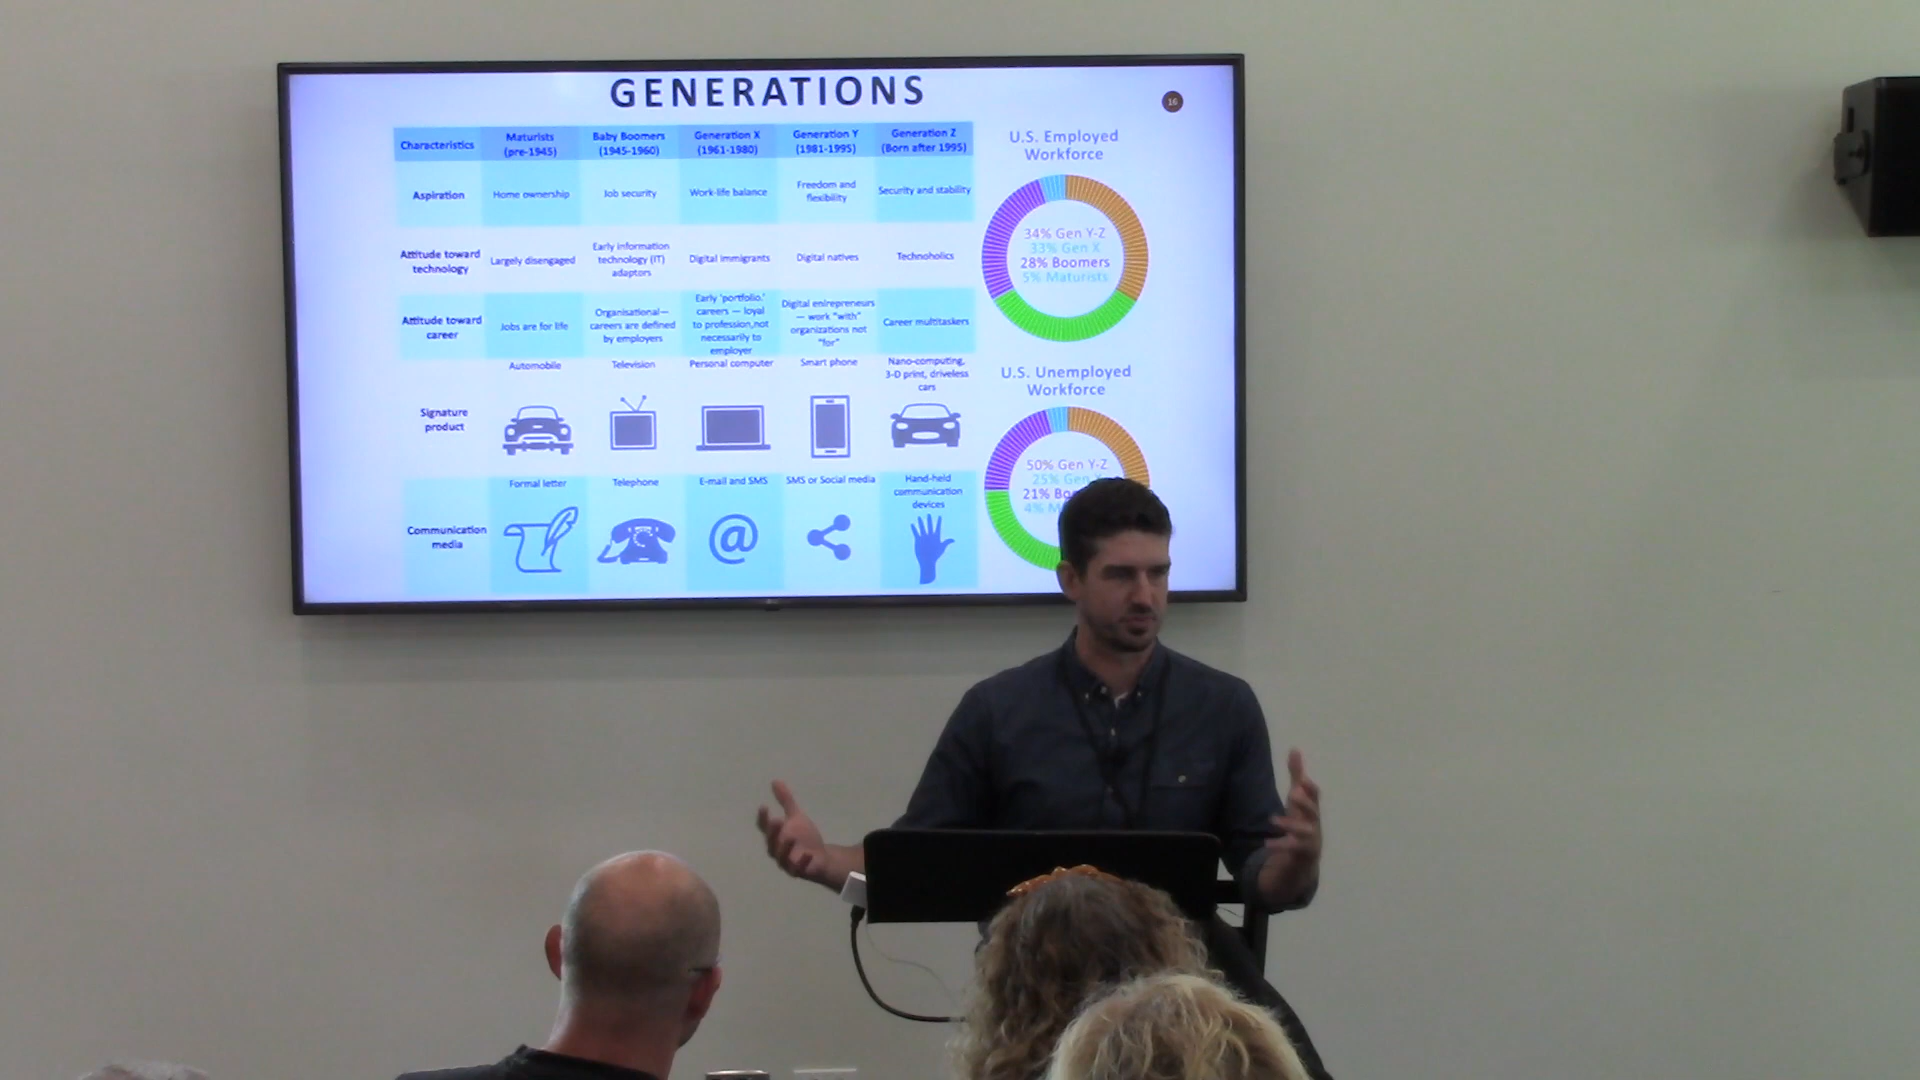 GENERATIONS
16
Characteristics
Maturists
(pre-1945)
Baby Boomers
(1945-1960)
Generation X
(1961-1980)
Generation Y
(1981-1995)
Generation Z
(Born after 1995)
Aspiration
Home ownership
Job security
Work-life balance
Freedom and
flexibility
Security and stability
Attitude toward
technology
Largely disengaged
Early information
technology (IT)
adaptors
Digital immigrants
Digital natives
Technoholics
Attitude toward
career
Jobs are for life
Organisational—
careers are defined
by employers
Early 'portfolio.'
careers — loyal
to profession,not
necessarily to
employer
Digital enirepreneurs
— work "with"
organizations not
"for"
Career multitaskers
Signature
product
Automobile
Television
Personal computer
Smart phone
Nano-computing,
3-D print, driveless
cars
Communication
media
Formal letter
Telephone
E-mail and SMS
@
SMS or Social media
Hand-held
communication
devices
U.S. Employed
Workforce
34% Gen Y-Z
33% Gen X
28% Boomers
5% Maturists
U.S. Unemployed
Workforce
50% Gen Y-Z
25% Gen
21%
4%